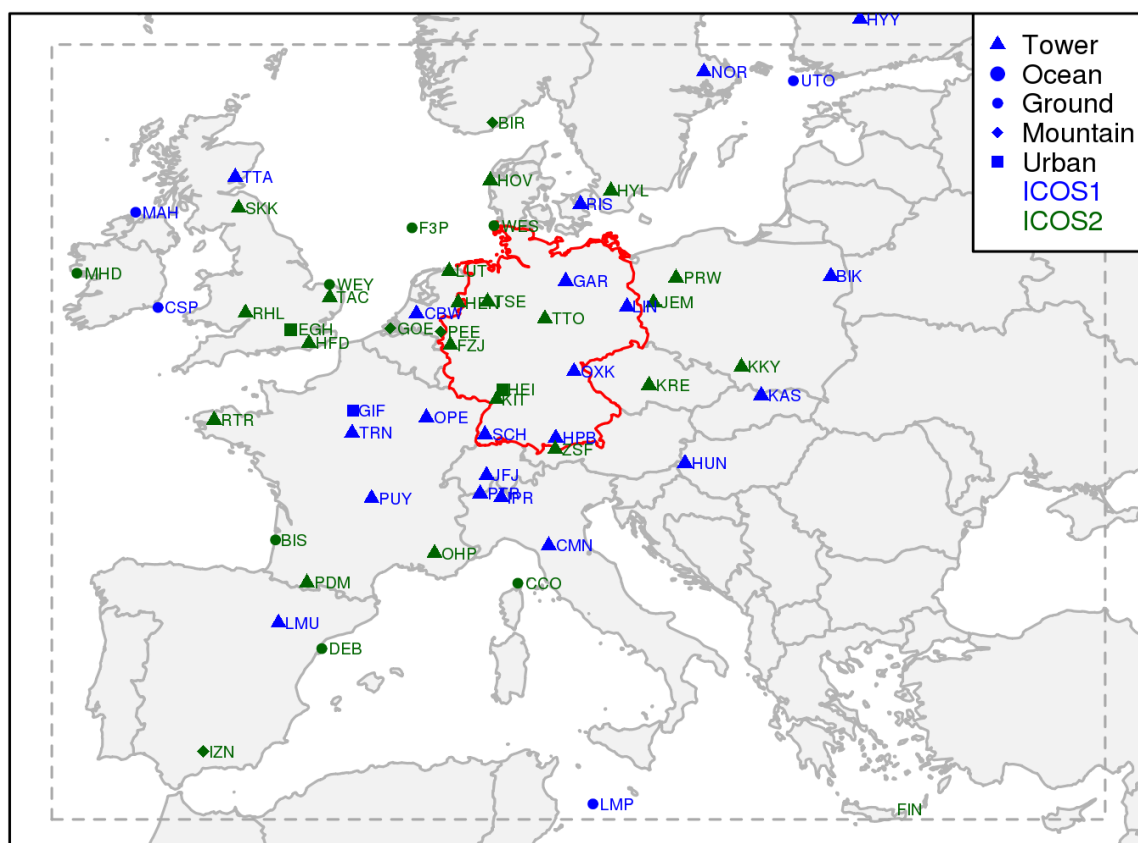 HYY
Tower
NOR
Ocean
UTO
Ground
BIR
Mountain
Urban
TTA
HOV
HYL
ICOS1
SKK
RIS
MAH
ICOS2
F3P
WES
MHD
LUT
GAR
PRW
BIK
WEY
TAC
HEN
TSE
JEM
CSP
RHL
CBW
LIN
TTO
EGH
GOE
PEE
HFD
FZJ
KKY
OXK
KRE
HEI
KAS
KIT
RTR
GIF
OPE
TRN
SCH
HPB
ZSF
HUN
JFJ
PUY
IPR
BIS
CMN
OHP
PDM
CCO
LMU
DEB
IZN
LMP
FIN